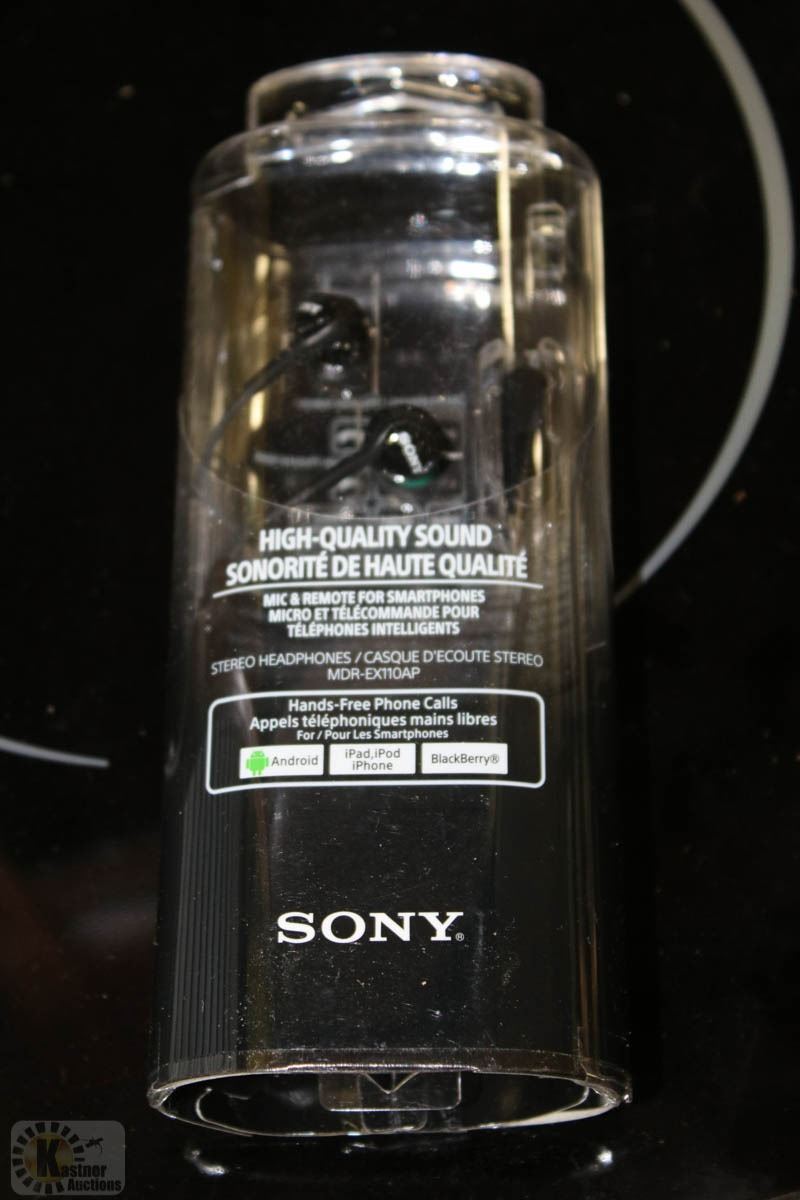 SONY
HIGH-QUALITY SOUND
SONORITÉ DE HAUTE QUALITÉ
MIC & REMOTE FOR SMARTPHONES
MICRO ET TÉLÉCOMMANDE POUR
TÉLÉPHONES INTELLIGENTS
STEREO HEADPHONES / CASQUE D'ECOUTE STEREO
MDR-EX110AP
Hands-Free Phone Calls
Appels téléphoniques mains libres
For / Pour Les Smartphones
Android
iPad,iPod
iPhone
BlackBerry®
SONY®
Kastner
Auctions